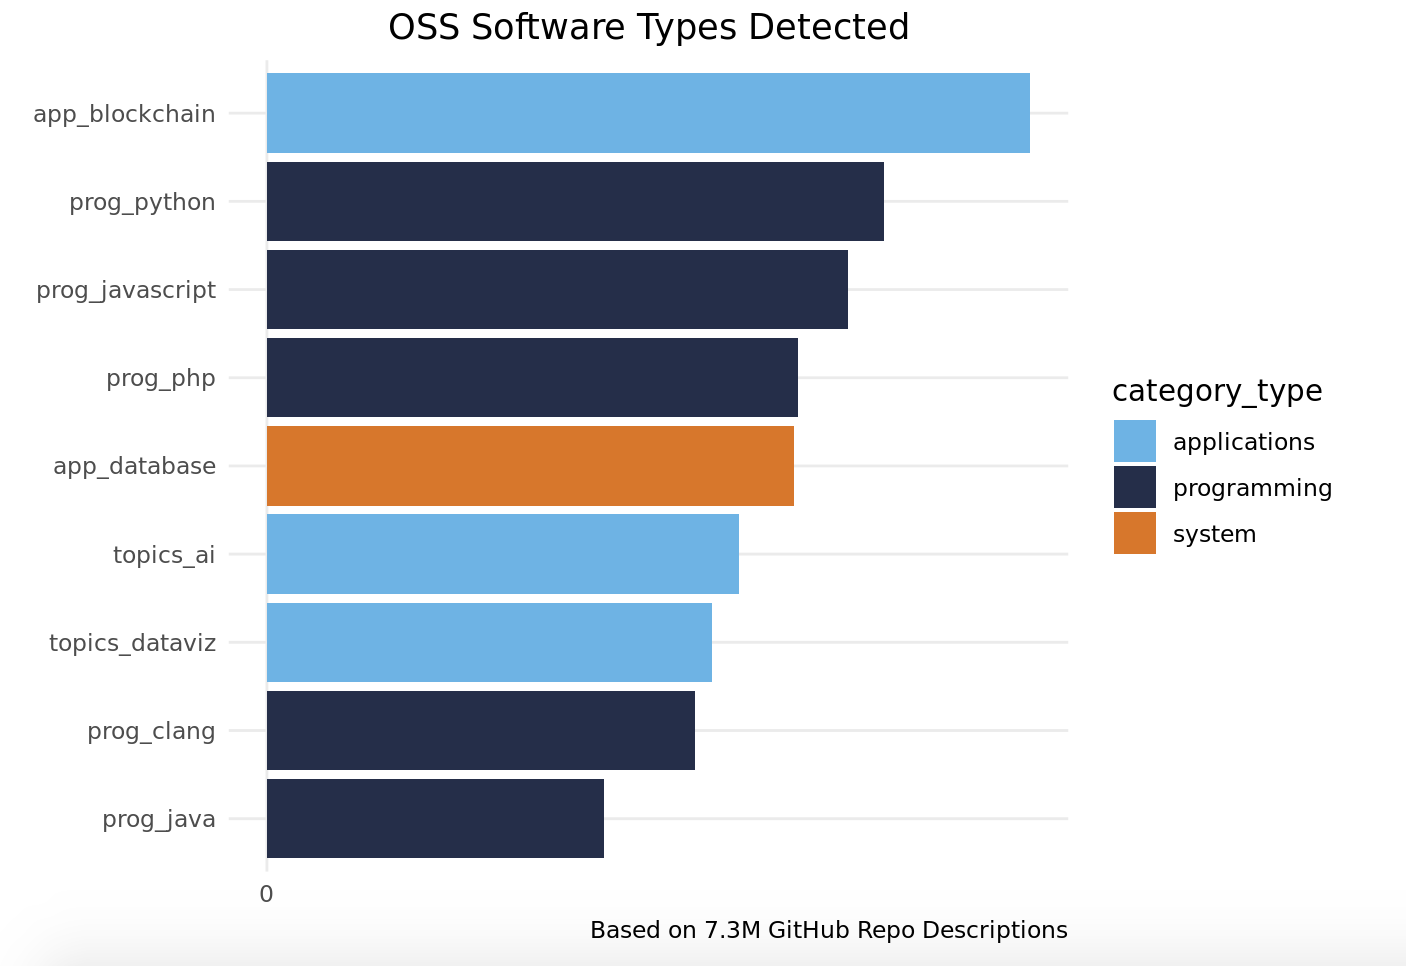 OSS Software Types Detected
app_blockchain
prog_python
prog_javascript
prog_php
app_database
topics_ai
topics_dataviz
prog_clang
prog_java
0
category_type
applications
programming
system
Based on 7.3M GitHub Repo Descriptions